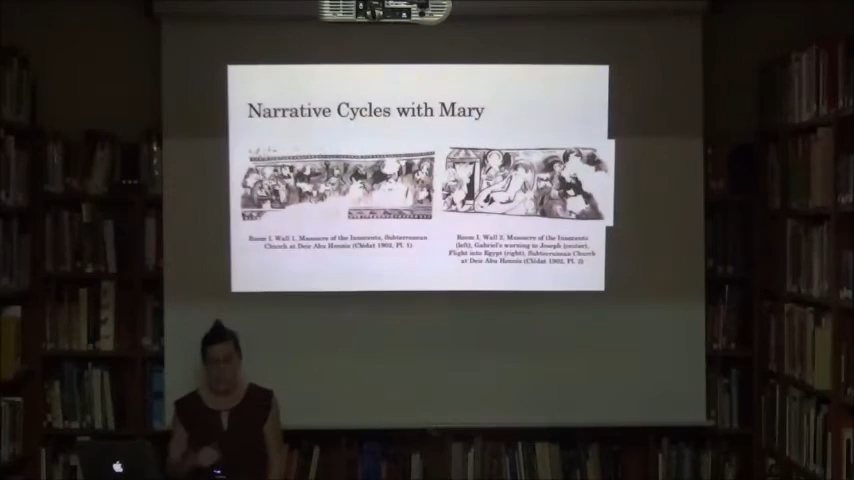 Narrative Cycles with Mary
Room I, Wall 1, Massacre of the Innocents, Subterranean
Church at Deir Abu Hennis (Clédat 1902, Pl. 1)
Room I, Wall 2, Massacre of the Innocents
(left), Gabriel's warning to Joseph (center),
Flight into Egypt (right), Subterranean Church
at Deir Abu Hennis (Clédat 1902, Pl. 2)